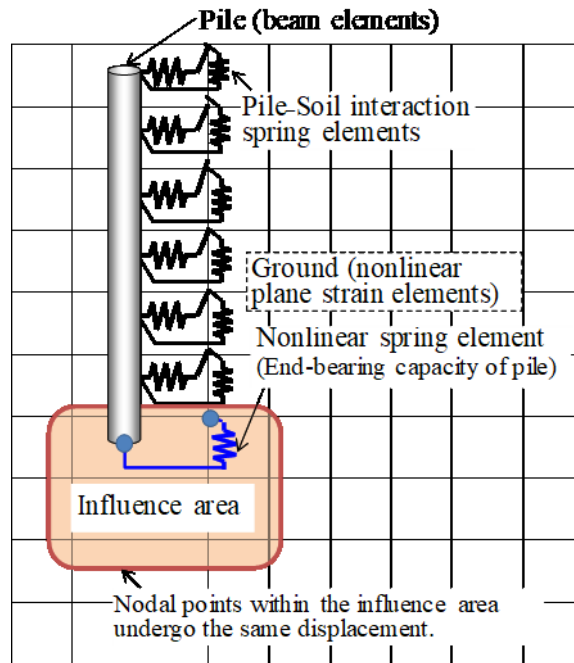 Pile (beam elements)
Pile-Soil interaction
spring elements
Ground (nonlinear
plane strain elements)
Nonlinear spring element
(End-bearing capacity of pile)
Influence area
Nodal points within the influence area
undergo the same displacement.